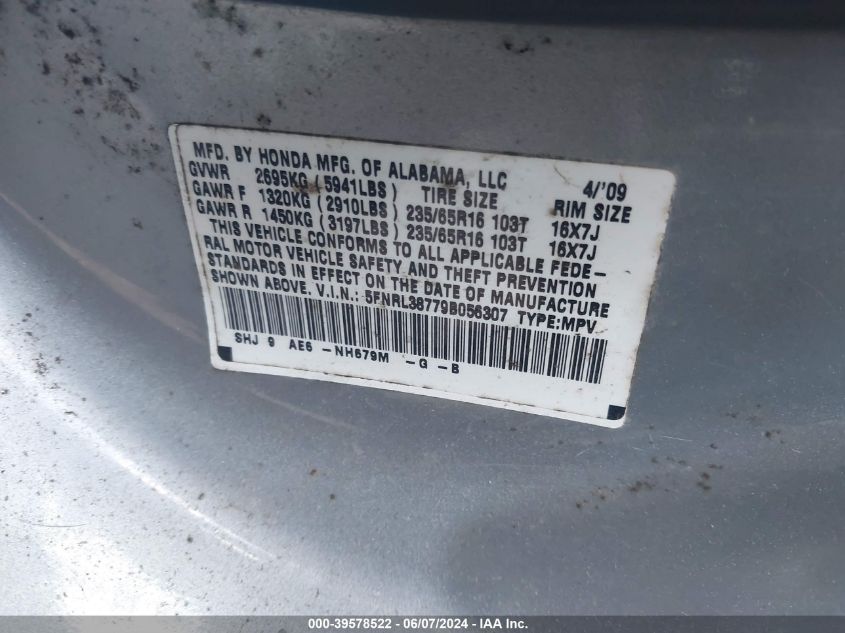 MFD. BY HONDA MFG. OF ALABAMA, LLC 4/'09
GVWR 2695KG (5941LBS) TIRE SIZE RIM SIZE
GAWR F 1320KG (2910LBS) 235/65R16 103T 16X7J
GAWR R 1450KG (3197LBS) 235/65R16 103T 16X7J
THIS VEHICLE CONFORMS TO ALL APPLICABLE FEDE-
RAL MOTOR VEHICLE SAFETY AND THEFT PREVENTION
STANDARDS IN EFFECT ON THE DATE OF MANUFACTURE
SHOWN ABOVE. V.I.N.: 5FNRL38779B056307 TYPE:MPV
SHJ 9 AE6 -NH679M -G -B
000-39578522 - 06/07/2024 - IAAI Inc.